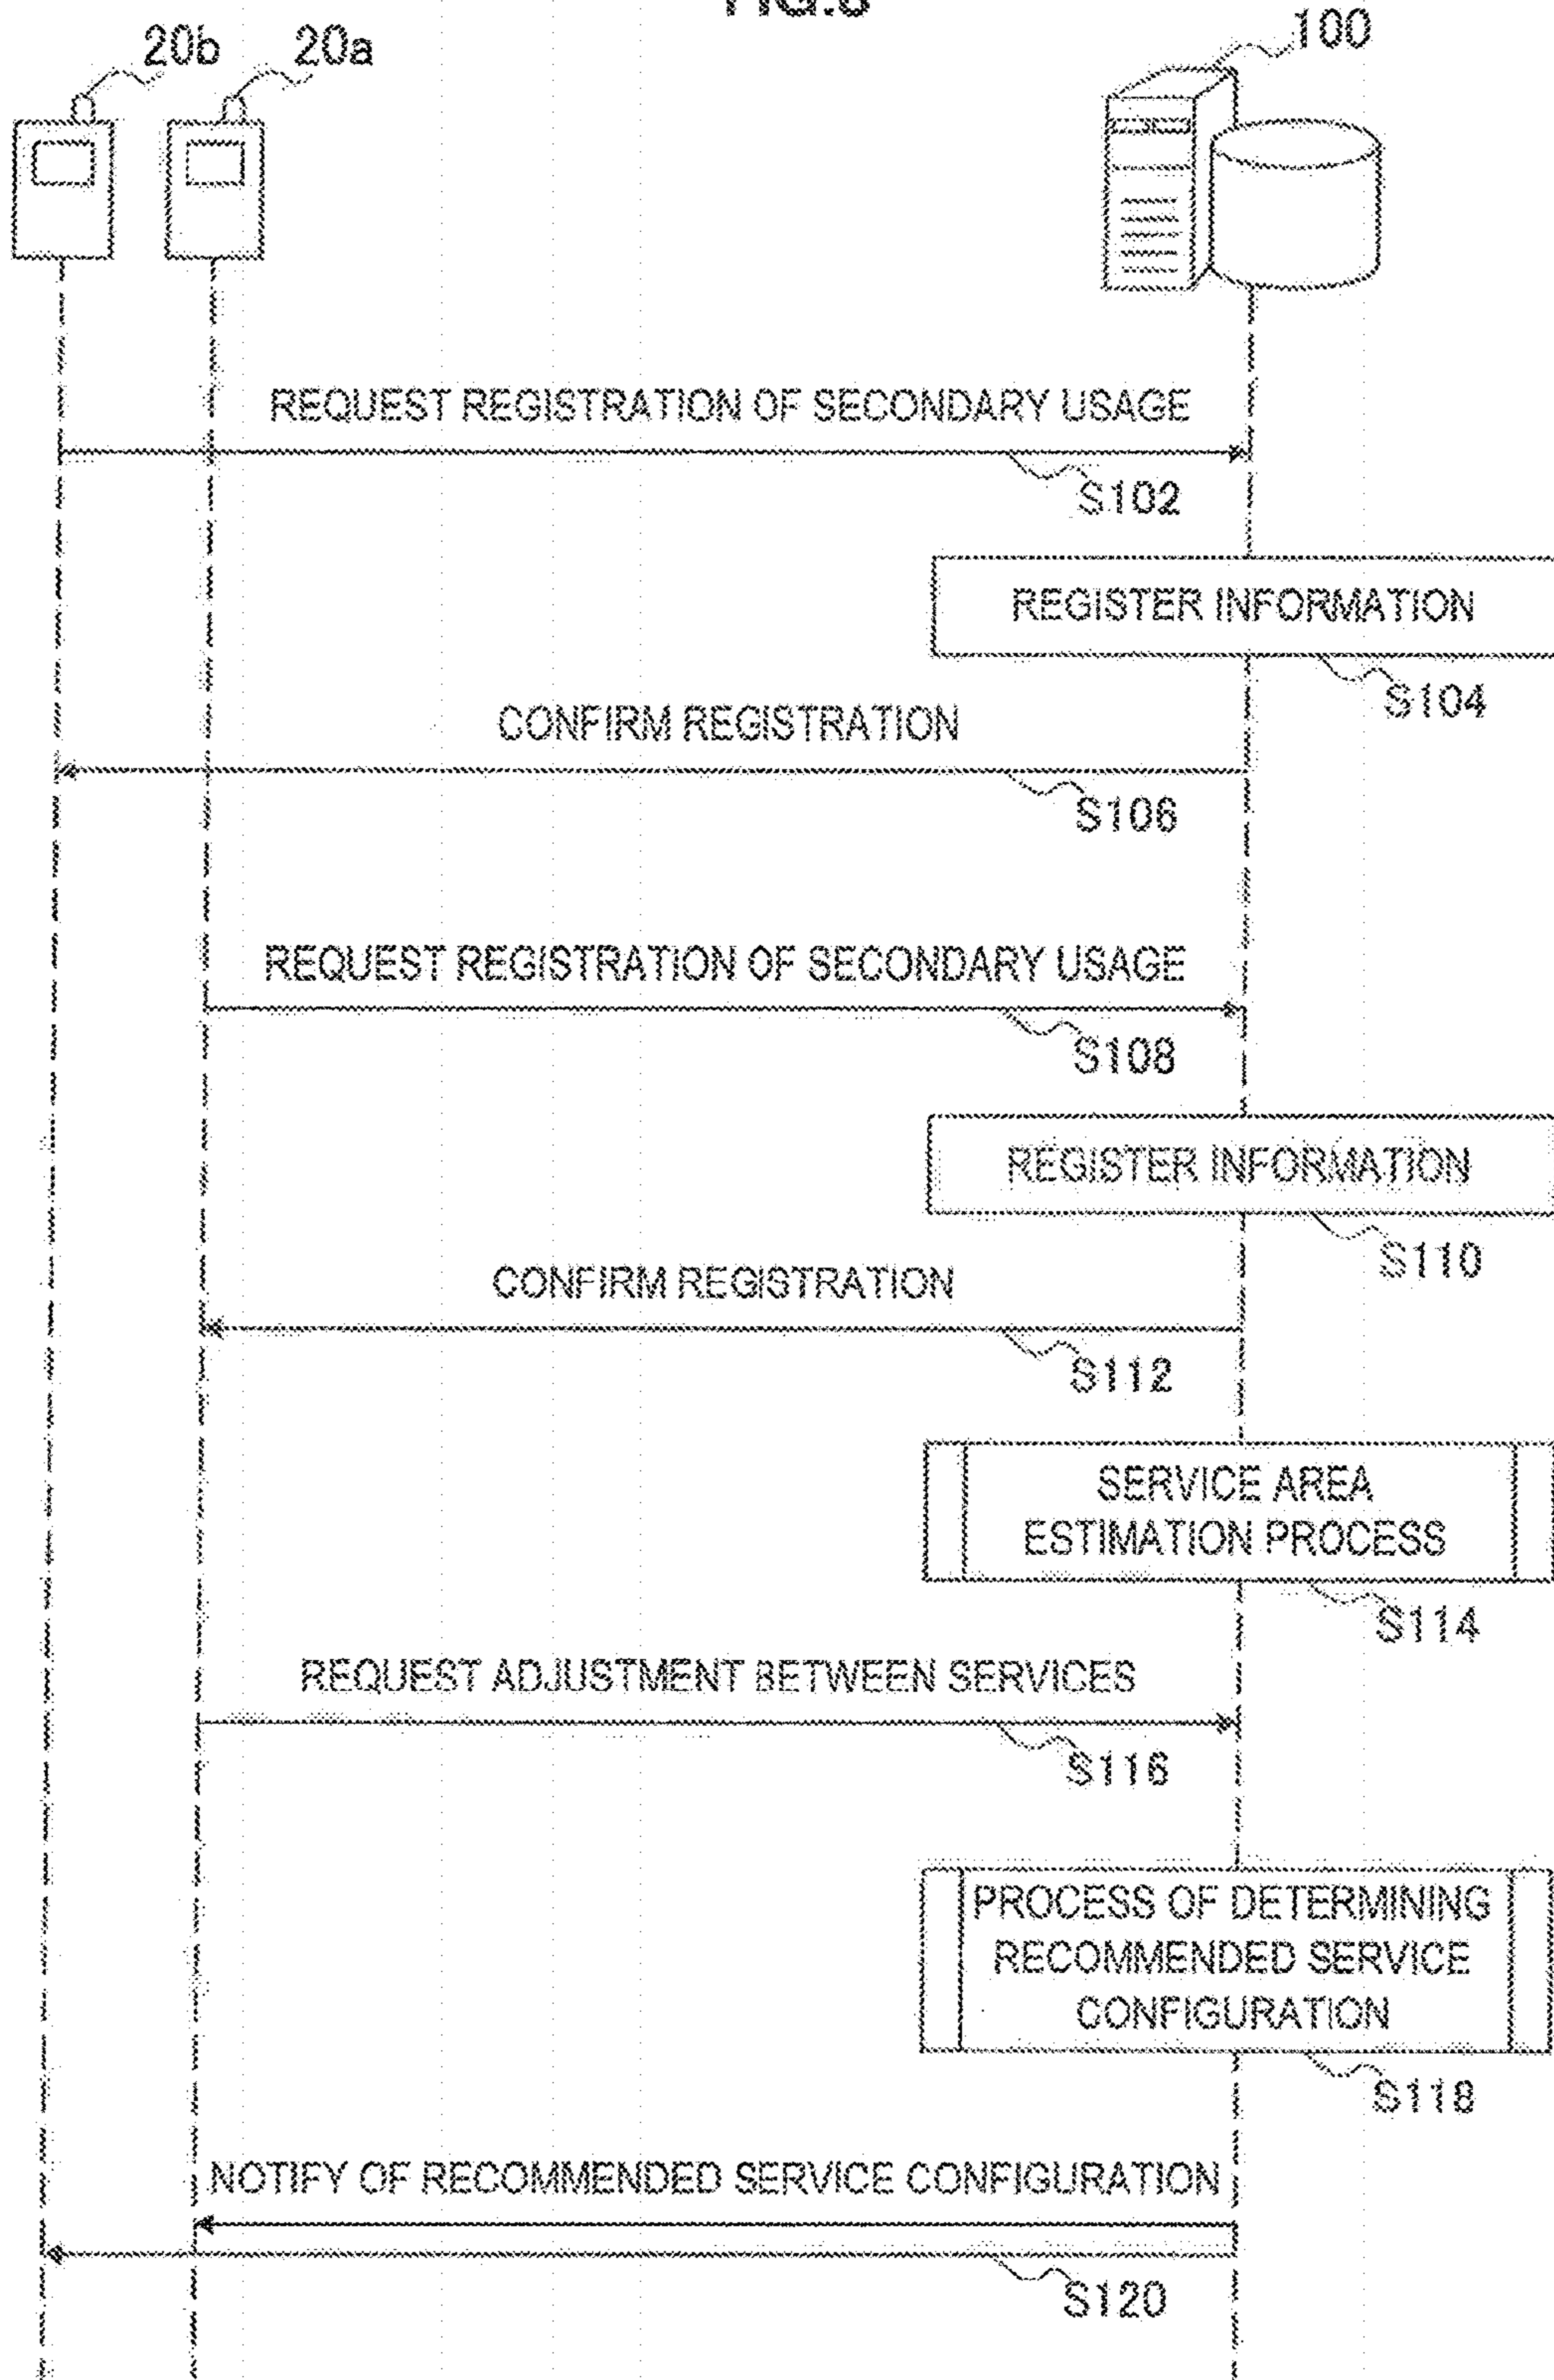 20b 20a 100
REQUEST REGISTRATION OF SECONDARY USAGE
S102
REGISTER INFORMATION
S104
CONFIRM REGISTRATION
S106
REQUEST REGISTRATION OF SECONDARY USAGE
S108
REGISTER INFORMATION
S110
CONFIRM REGISTRATION
S112
SERVICE AREA
ESTIMATION PROCESS
S114
REQUEST ADJUSTMENT BETWEEN SERVICES
S116
PROCESS OF DETERMINING
RECOMMENDED SERVICE
CONFIGURATION
S118
NOTIFY OF RECOMMENDED SERVICE CONFIGURATION
S120